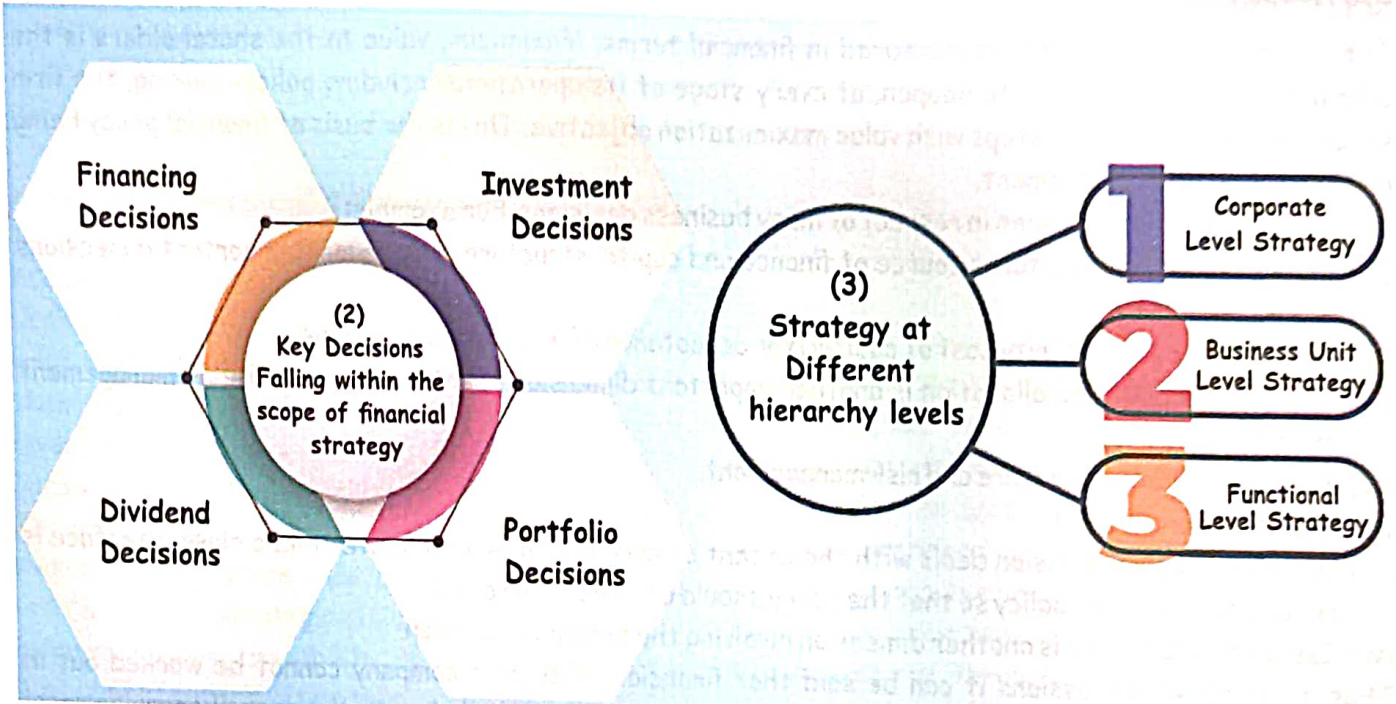 Financing
Decisions
Investment
Decisions
(2)
Key Decisions
Falling within the
scope of financial
strategy
Dividend
Decisions
Portfolio
Decisions
(3)
Strategy at
Different
hierarchy levels
1
Corporate
Level Strategy
2
Business Unit
Level Strategy
3
Functional
Level Strategy